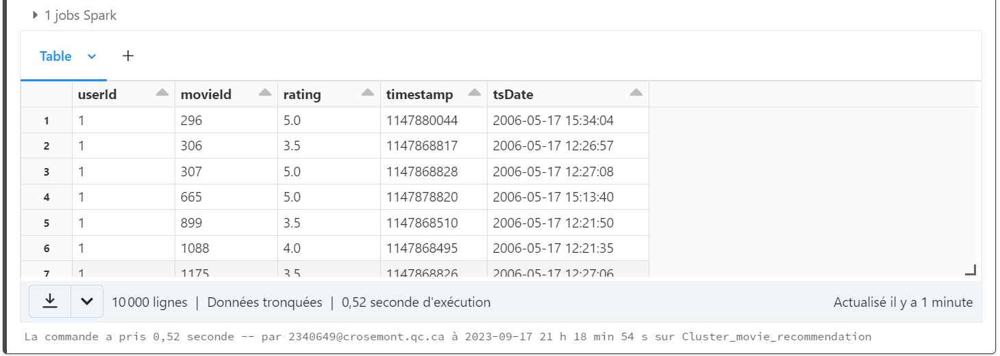 1 jobs Spark
Table +
userId movieId rating timestamp tsDate
1 1 296 5.0 1147880044 2006-05-17 15:34:04
2 1 306 3.5 1147868817 2006-05-17 12:26:57
3 1 307 5.0 1147868828 2006-05-17 12:27:08
4 1 665 5.0 1147878820 2006-05-17 15:13:40
5 1 899 3.5 1147868510 2006-05-17 12:21:50
6 1 1088 4.0 1147868495 2006-05-17 12:21:35
7 1 1175 3.5 1147868826 2006-05-17 12:27:06
10 000 lignes | Données tronquées | 0,52 seconde d'exécution Actualisé il y a 1 minute
La commande a pris 0,52 seconde -- par 2340649@crosemont.qc.ca à 2023-09-17 21 h 18 min 54 s sur Cluster_movie_recommendation